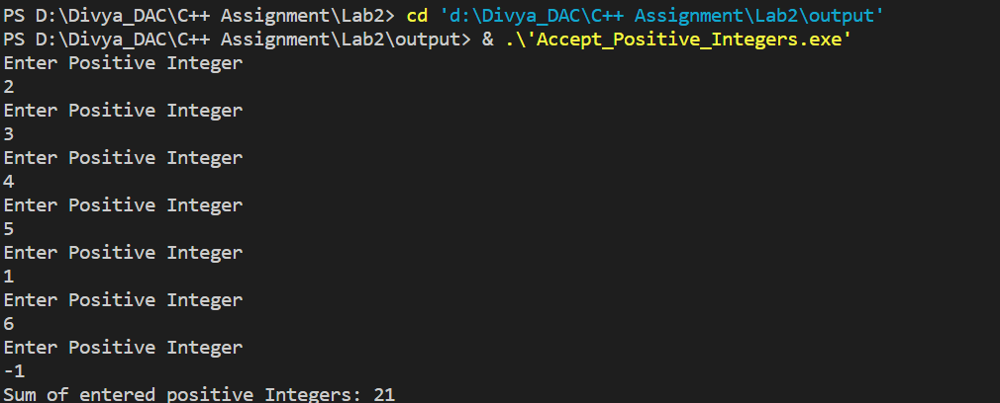 PS D:\Divya_DAC\C++ Assignment\Lab2> cd 'd:\Divya_DAC\C++ Assignment\Lab2\output'
PS D:\Divya_DAC\C++ Assignment\Lab2\output> & .\'Accept_Positive_Integers.exe'
Enter Positive Integer
2
Enter Positive Integer
3
Enter Positive Integer
4
Enter Positive Integer
5
Enter Positive Integer
1
Enter Positive Integer
6
Enter Positive Integer
-1
Sum of entered positive Integers: 21